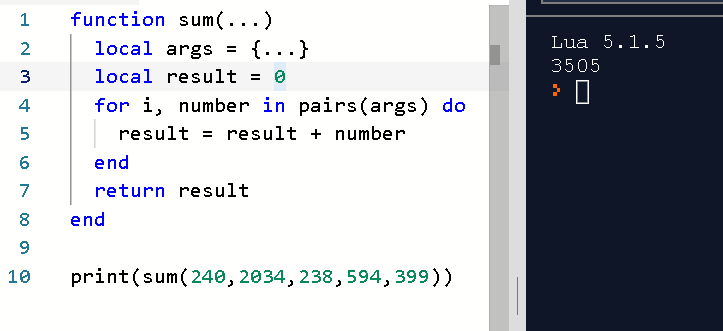 1 function sum(...)
2 local args = {...}
3 local result = 0
4 for i, number in pairs(args) do
5 result = result + number
6 end
7 return result
8 end
9
10 print(sum(240,2034,238,594,399))
Lua 5.1.5
3505
>